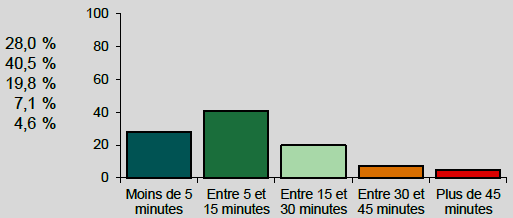 28,0 %
40,5 %
19,8 %
7,1 %
4,6 %
100
80
60
40
20
0
Moins de 5
minutes
Entre 5 et
15 minutes
Entre 15 et
30 minutes
Entre 30 et
45 minutes
Plus de 45
minutes